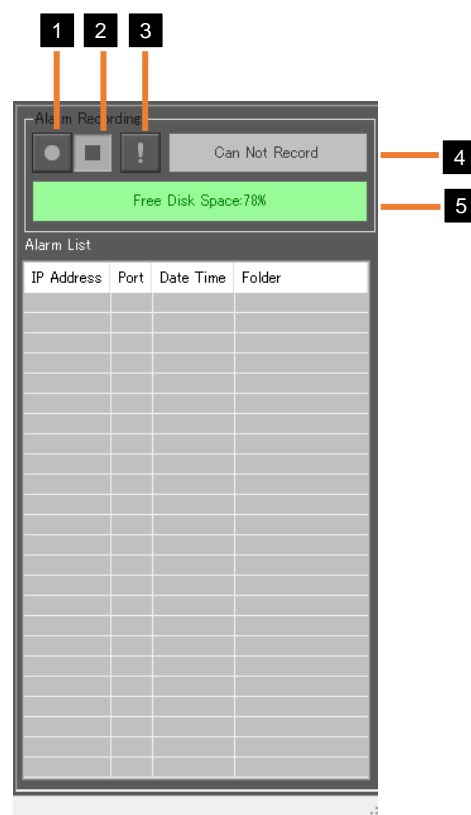 1 2 3
Alarm Recording
! Can Not Record 4
Free Disk Space:78% 5
Alarm List
IP Address Port Date Time Folder